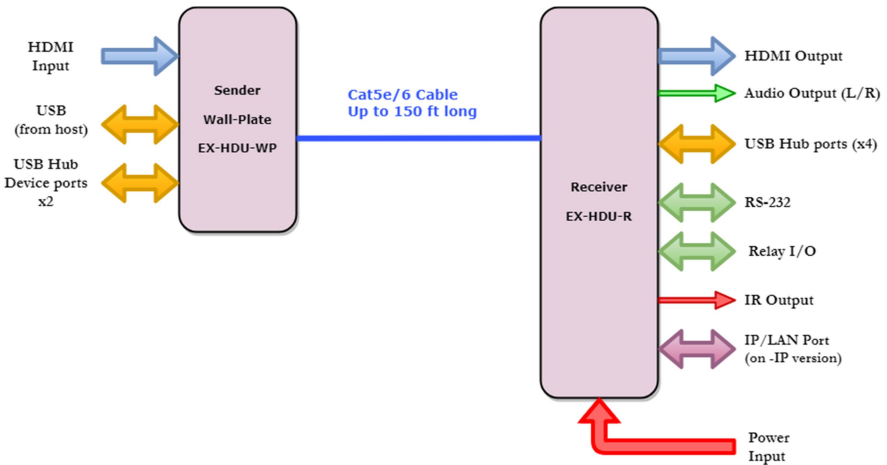 HDMI
Input
USB
(from host)
USB Hub
Device ports
x2
Sender
Wall-Plate
EX-HDU-WP
Cat5e/6 Cable
Up to 150 ft long
Receiver
EX-HDU-R
HDMI Output
Audio Output (L/R)
USB Hub ports (x4)
RS-232
Relay I/O
IR Output
IP/LAN Port
(on -IP version)
Power
Input